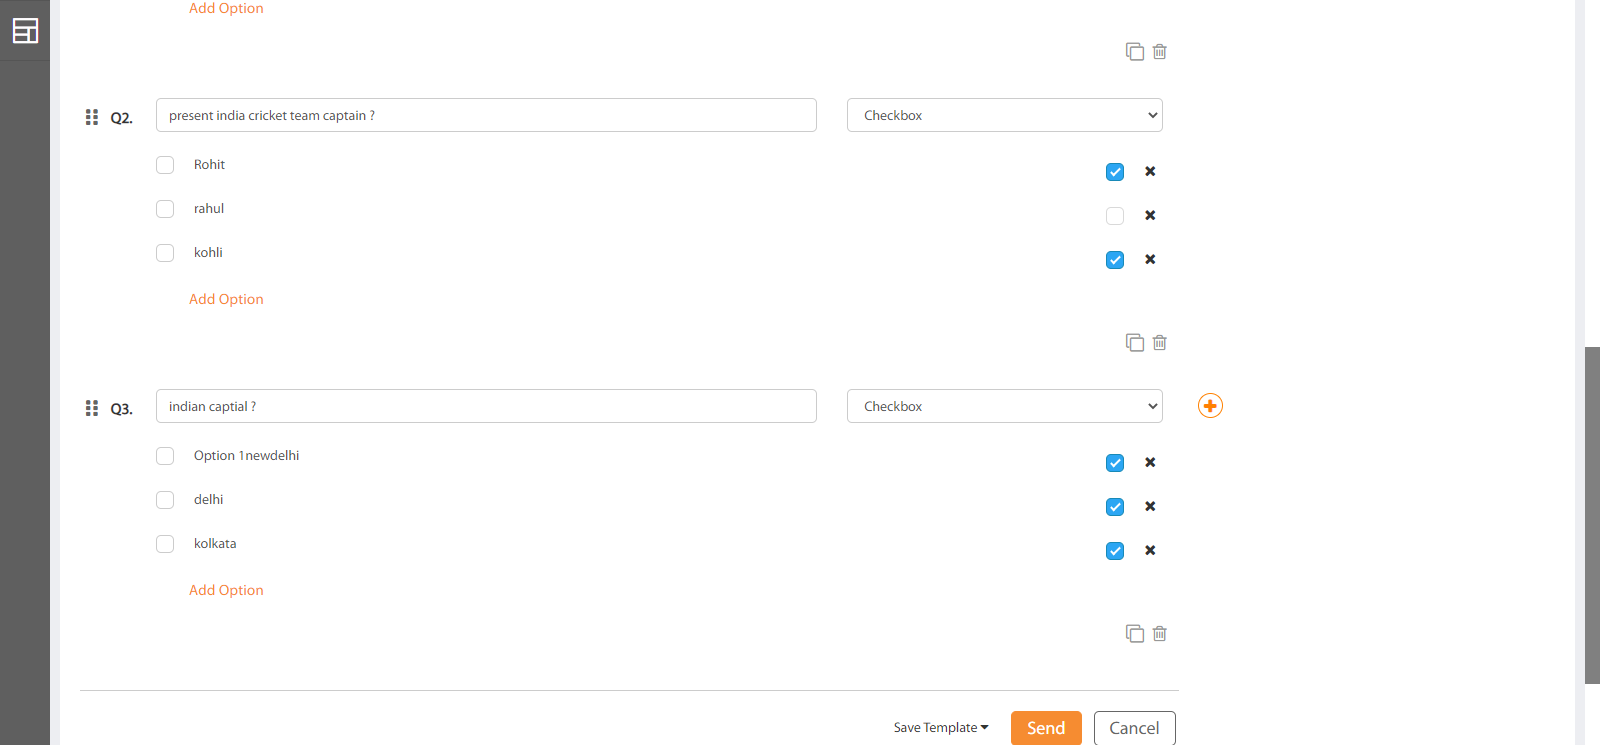 Add Option
Q2. present india cricket team captain ? Checkbox
Rohit
rahul
kohli
Add Option
Q3. indian captial ? Checkbox
Option 1newdelhi
delhi
kolkata
Add Option
Save Template Send Cancel